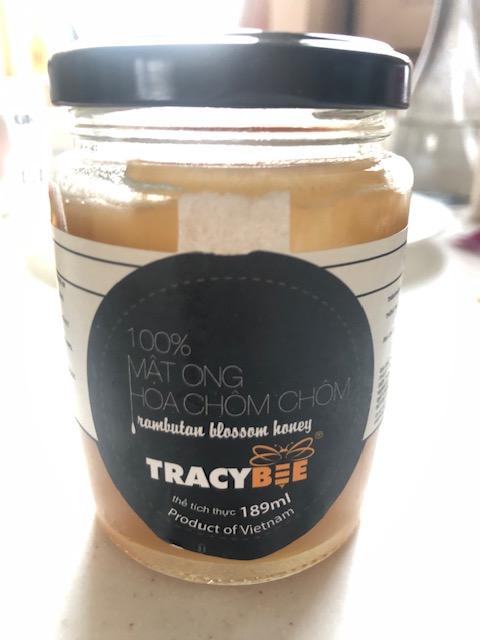 100%
MẬT ONG
HOA CHÔM CHÔM
rambutan blossom honey
TRACYBEE®
thể tích thực 189ml
Product of Vietnam